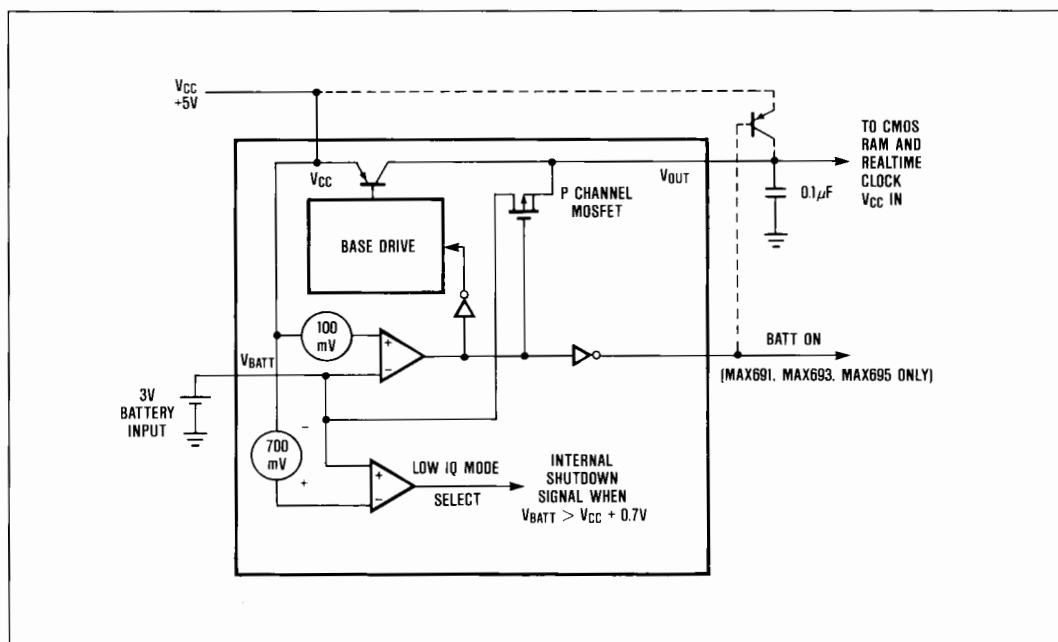 VCC
+5V
TO CMOS
RAM AND
REALTIME
CLOCK
VCC IN
VCC
VOUT
P CHANNEL
MOSFET
0.1μF
BASE DRIVE
100
mV
+
−
VBATT
BATT ON
(MAX691, MAX693, MAX695 ONLY)
3V
BATTERY
INPUT
−
700
mV
+
+
−
LOW IQ MODE
SELECT
INTERNAL
SHUTDOWN
SIGNAL WHEN
VBATT > VCC + 0.7V